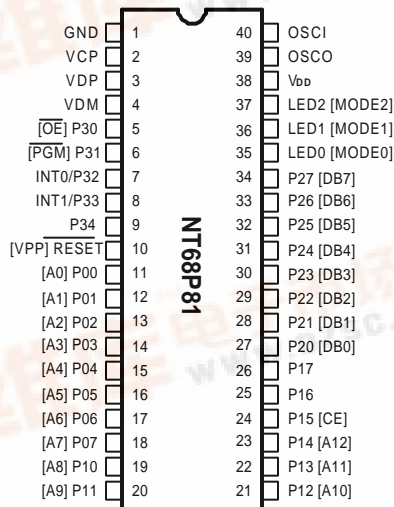 GND 1 40 OSCI
VCP 2 39 OSCO
VDP 3 38 VDD
VDM 4 37 LED2 [MODE2]
[OE] P30 5 36 LED1 [MODE1]
[PGM] P31 6 35 LED0 [MODE0]
INT0/P32 7 34 P27 [DB7]
INT1/P33 8 33 P26 [DB6]
P34 9 32 P25 [DB5]
[VPP] RESET 10 31 P24 [DB4]
[A0] P00 11 30 P23 [DB3]
[A1] P01 12 29 P22 [DB2]
[A2] P02 13 28 P21 [DB1]
[A3] P03 14 27 P20 [DB0]
[A4] P04 15 26 P17
[A5] P05 16 25 P16
[A6] P06 17 24 P15 [CE]
[A7] P07 18 23 P14 [A12]
[A8] P10 19 22 P13 [A11]
[A9] P11 20 21 P12 [A10]
NT68P81